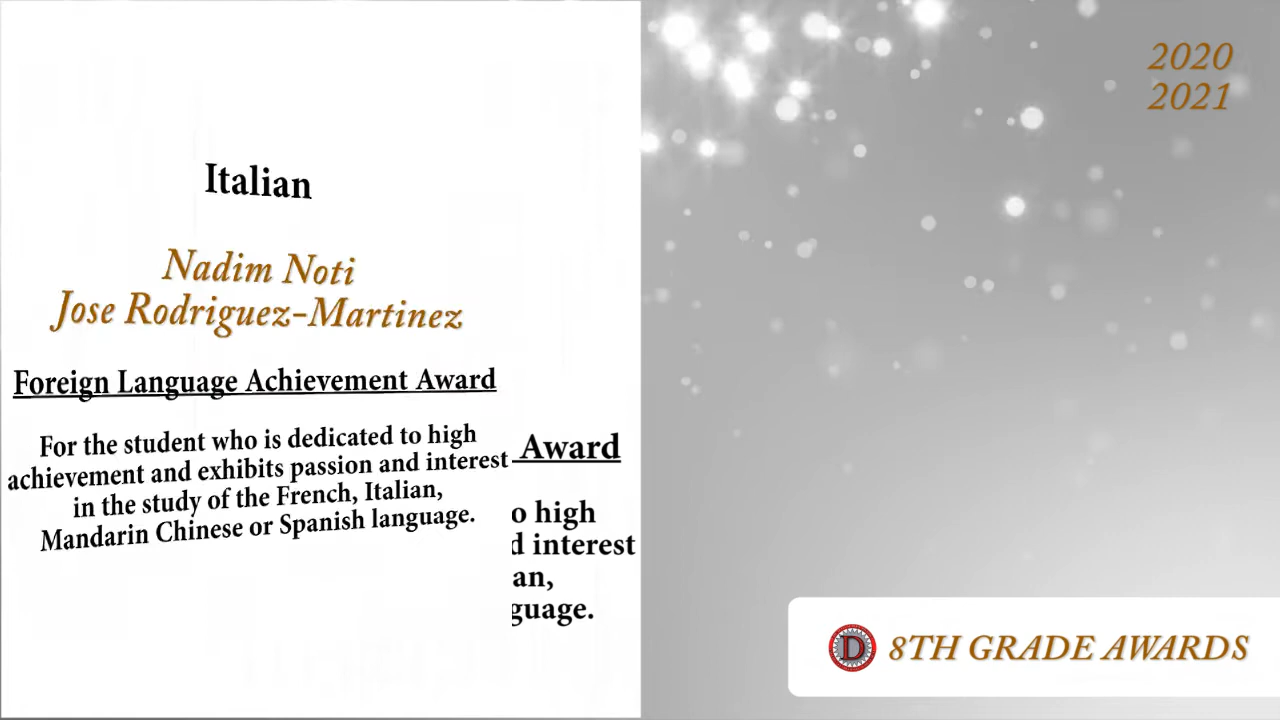 Italian
Nadim Noti
Jose Rodriguez-Martinez
Foreign Language Achievement Award
For the student who is dedicated to high
achievement and exhibits passion and interest
in the study of the French, Italian,
Mandarin Chinese or Spanish language.
Award
o high
d interest
an,
guage.
2020
2021
D 8TH GRADE AWARDS